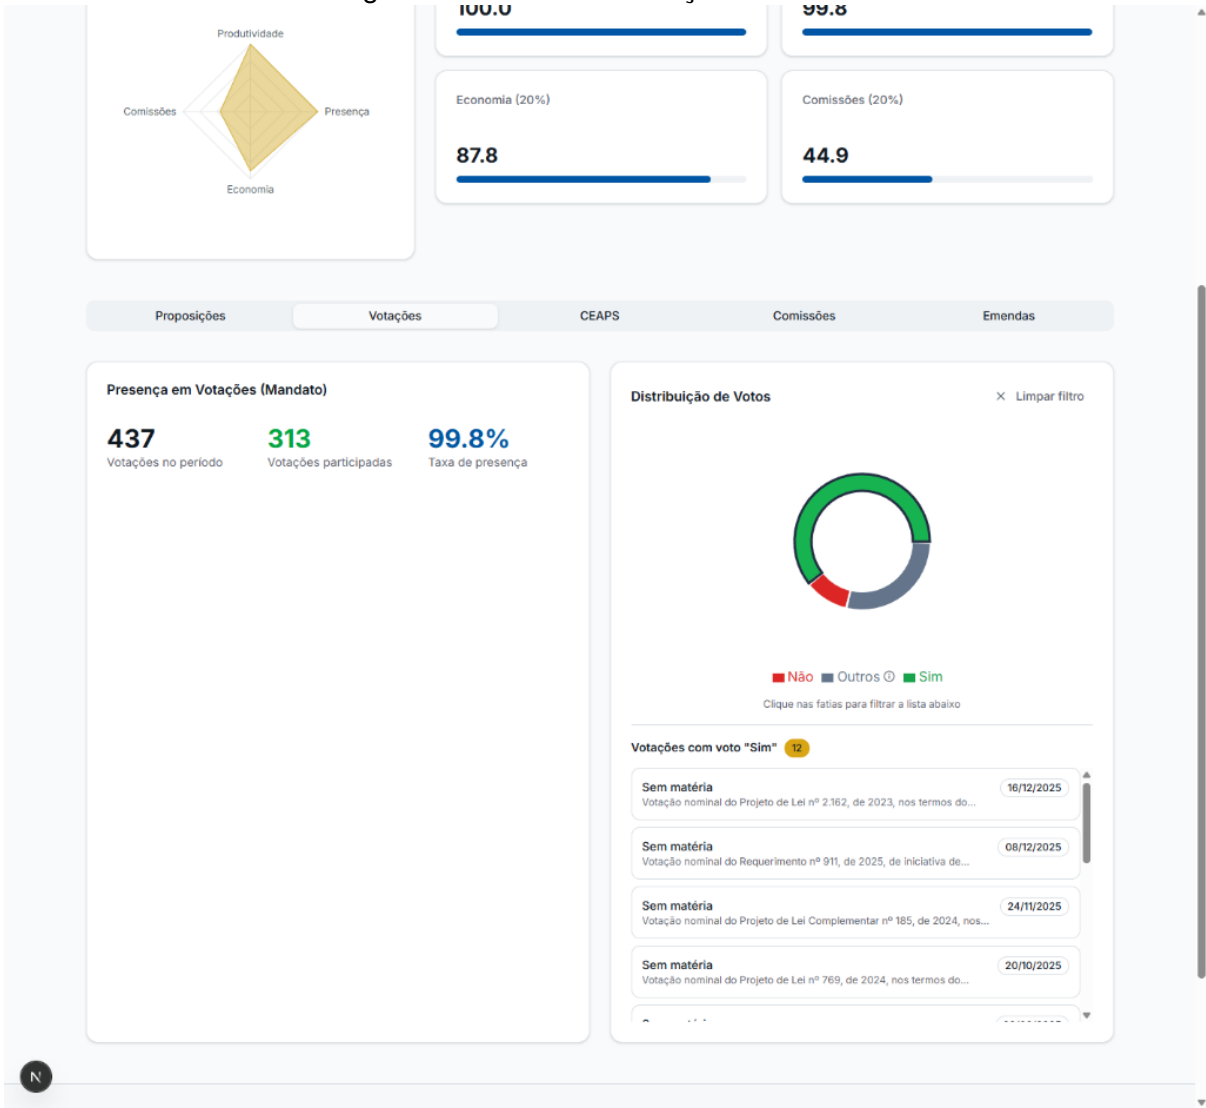 100.0
99.8
Produtividade
Comissões
Presença
Economia
Economia (20%)
87.8
Comissões (20%)
44.9
Proposições
Votações
CEAPS
Comissões
Emendas
Presença em Votações (Mandato)
437
Votações no período
313
Votações participadas
99.8%
Taxa de presença
Distribuição de Votos
× Limpar filtro
Não Outros Sim
Clique nas fatias para filtrar a lista abaixo
Votações com voto "Sim" 12
Sem matéria
16/12/2025
Votação nominal do Projeto de Lei nº 2.162, de 2023, nos termos do...
Sem matéria
08/12/2025
Votação nominal do Requerimento nº 911, de 2025, de iniciativa de...
Sem matéria
24/11/2025
Votação nominal do Projeto de Lei Complementar nº 185, de 2024, nos...
Sem matéria
20/10/2025
Votação nominal do Projeto de Lei nº 769, de 2024, nos termos do...
N